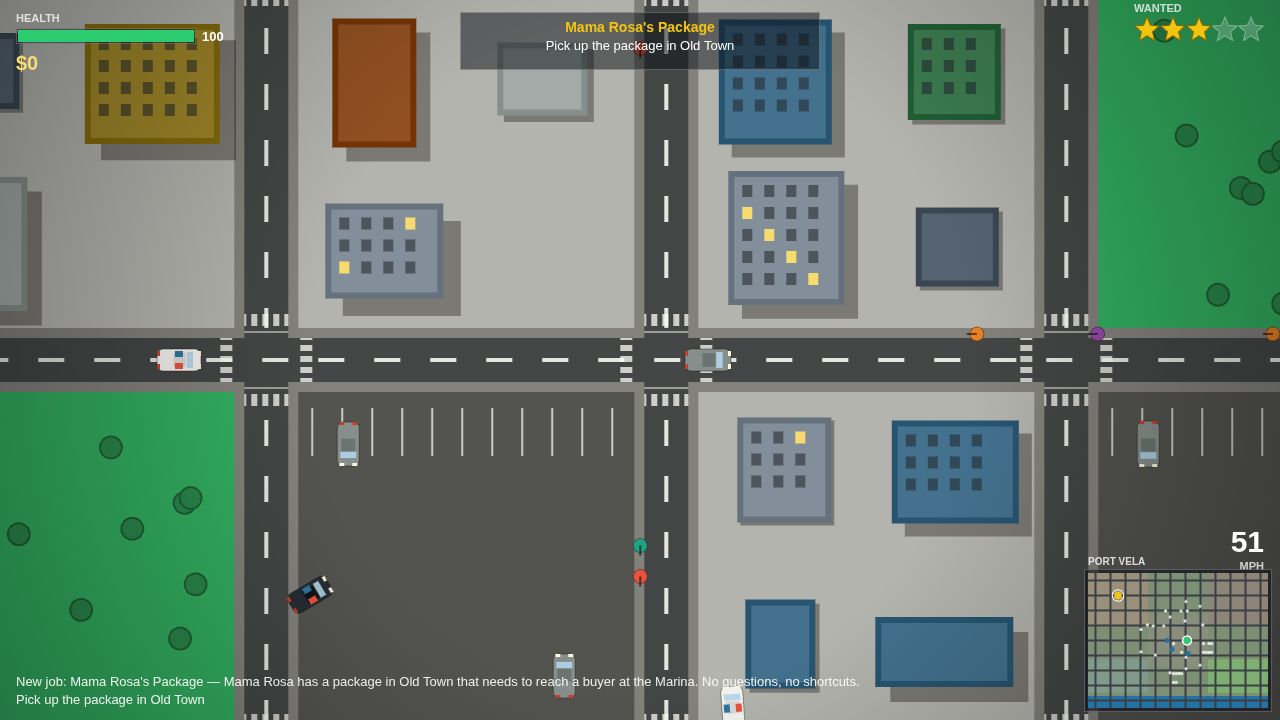 HEALTH
100
$0
Mama Rosa's Package
Pick up the package in Old Town
WANTED
51
MPH
PORT VELA
New job: Mama Rosa's Package — Mama Rosa has a package in Old Town that needs to reach a buyer at the Marina. No questions, no shortcuts.
Pick up the package in Old Town